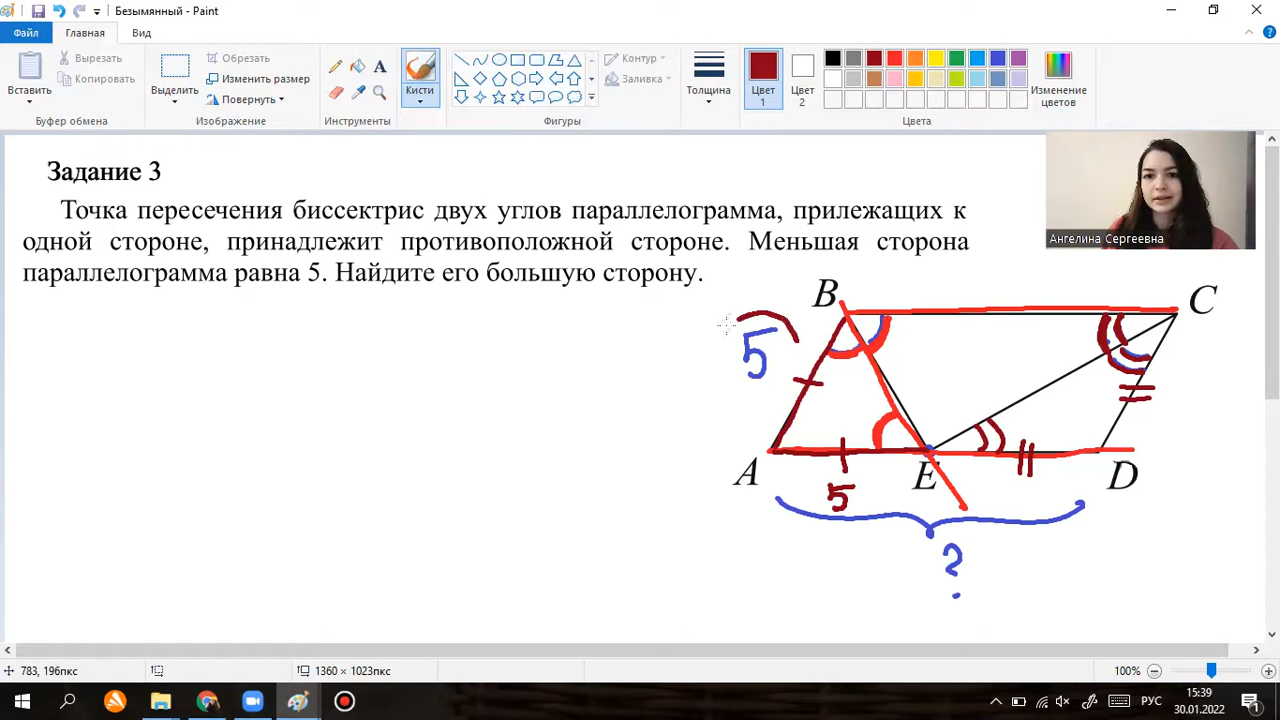 Безымянный - Paint
Файл
Главная
Вид
Вставить
Вырезать
Копировать
Буфер обмена
Выделить
Обрезать
Изменить размер
Повернуть
Изображение
Инструменты
Кисти
Контур
Заливка
Фигуры
Толщина
Цвет 1
Цвет 2
Цвета
Изменение цветов
Задание 3
Точка пересечения биссектрис двух углов параллелограмма, прилежащих к
одной стороне, принадлежит противоположной стороне. Меньшая сторона
параллелограмма равна 5. Найдите его большую сторону.
Ангелина Сергеевна
B
C
5
A
E
D
5
?
783, 196пкс
1360 × 1023пкс
100%
РУС
15:39
30.01.2022